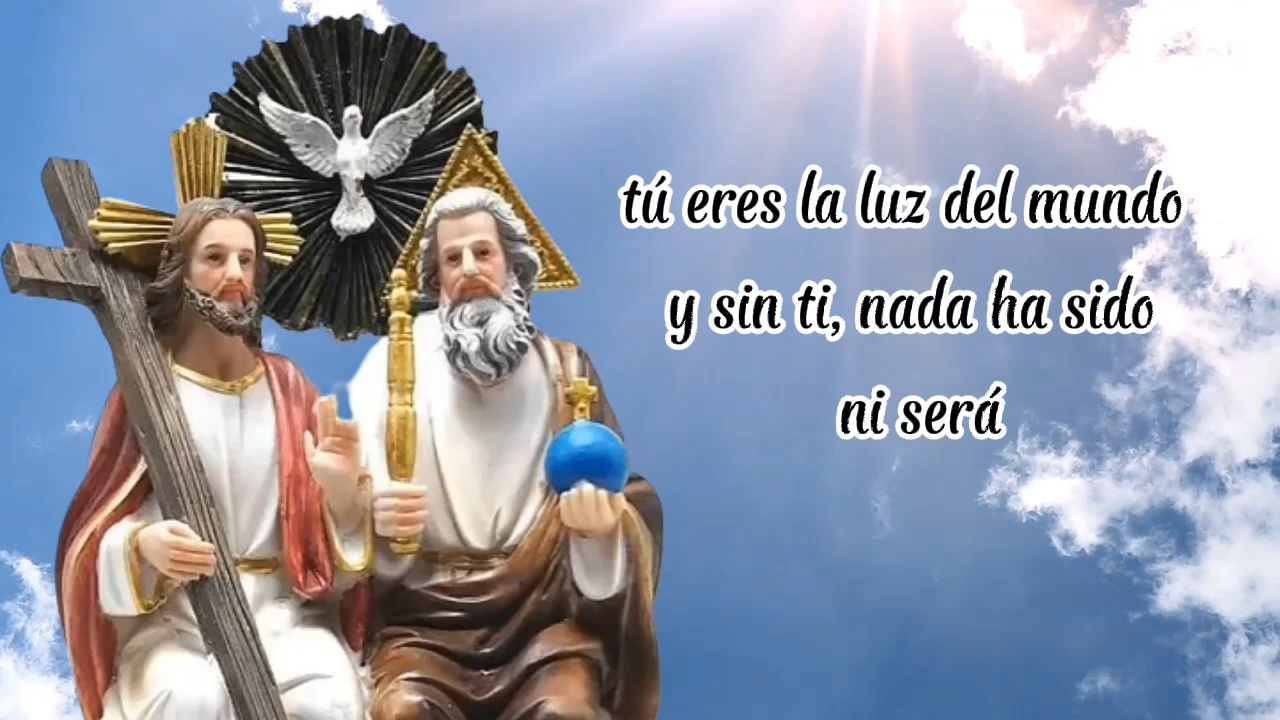 tú eres la luz del mundo
y sin ti, nada ha sido
ni será